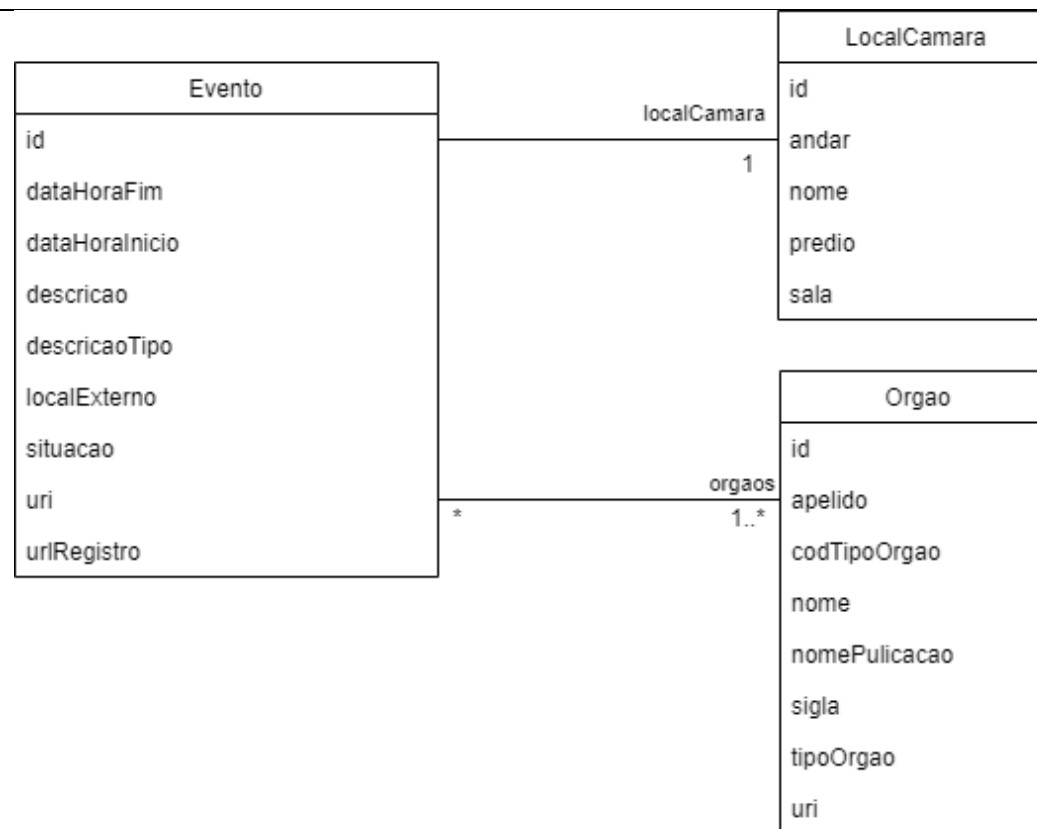 Evento
id
dataHoraFim
dataHoraInicio
descricao
descricaoTipo
localExterno
situacao
uri
urlRegistro
localCamara
1
LocalCamara
id
andar
nome
predio
sala
orgaos
* 1..*
Orgao
id
apelido
codTipoOrgao
nome
nomePulicacao
sigla
tipoOrgao
uri